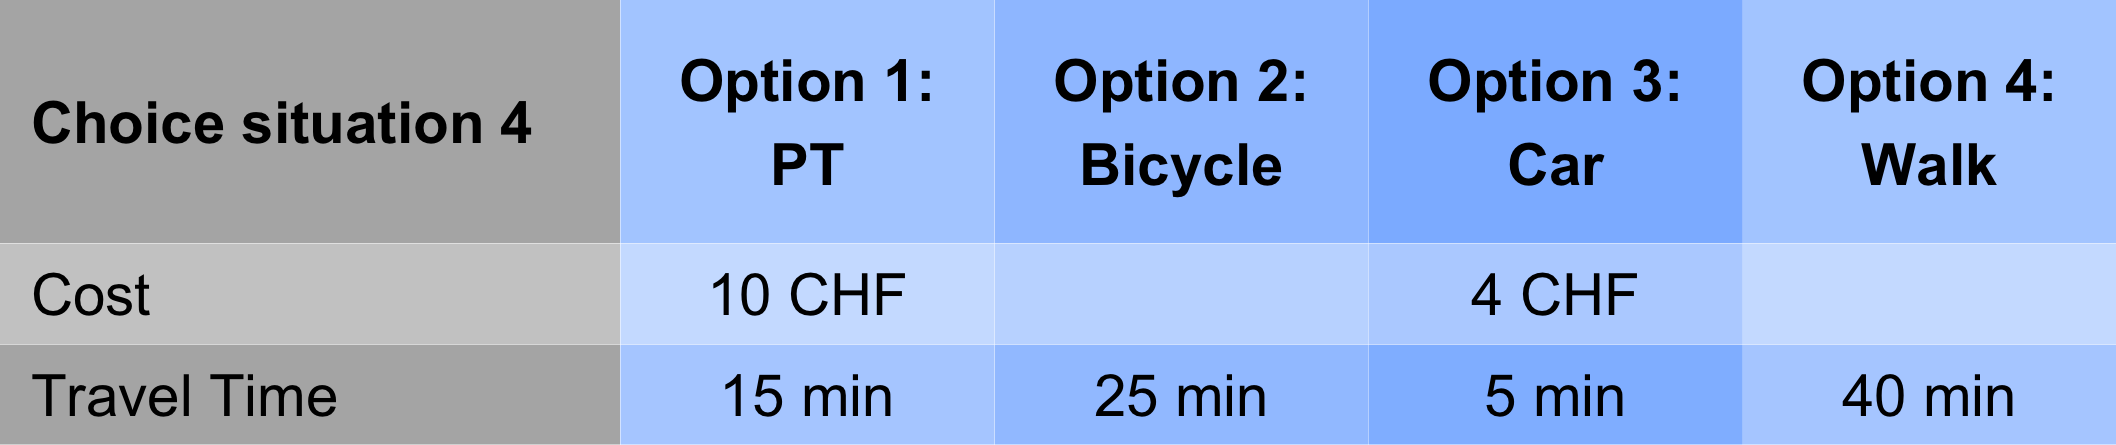 Choice situation 4
Option 1:
PT
Option 2:
Bicycle
Option 3:
Car
Option 4:
Walk
Cost
10 CHF
4 CHF
Travel Time
15 min
25 min
5 min
40 min